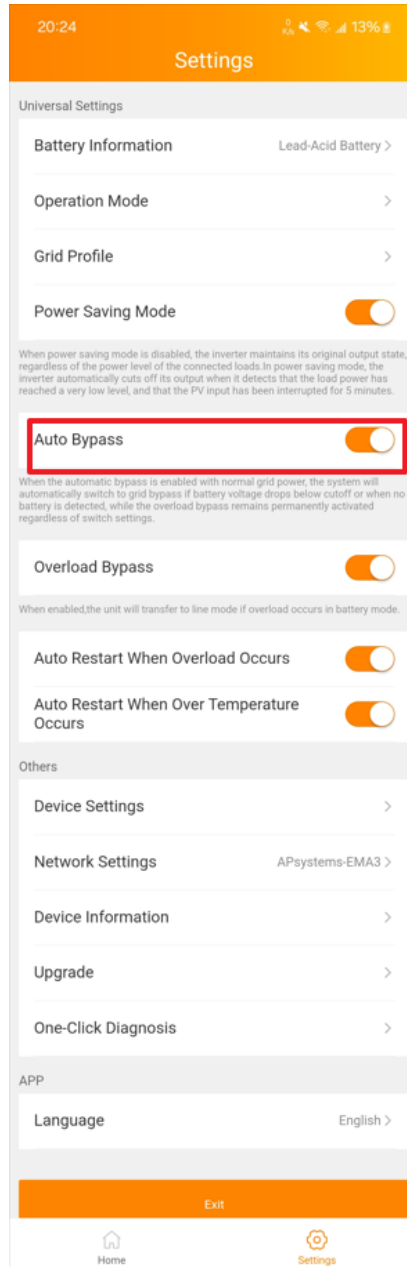 20:24
0 K/s 13%
Settings
Universal Settings
Battery Information Lead-Acid Battery >
Operation Mode >
Grid Profile >
Power Saving Mode
When power saving mode is disabled, the inverter maintains its original output state,
regardless of the power level of the connected loads.In power saving mode, the
inverter automatically cuts off its output when it detects that the load power has
reached a very low level, and that the PV input has been interrupted for 5 minutes.
Auto Bypass
When the automatic bypass is enabled with normal grid power, the system will
automatically switch to grid bypass if battery voltage drops below cutoff or when no
battery is detected, while the overload bypass remains permanently activated
regardless of switch settings.
Overload Bypass
When enabled,the unit will transfer to line mode if overload occurs in battery mode.
Auto Restart When Overload Occurs
Auto Restart When Over Temperature
Occurs
Others
Device Settings >
Network Settings APsystems-EMA3 >
Device Information >
Upgrade >
One-Click Diagnosis >
APP
Language English >
Exit
Home Settings